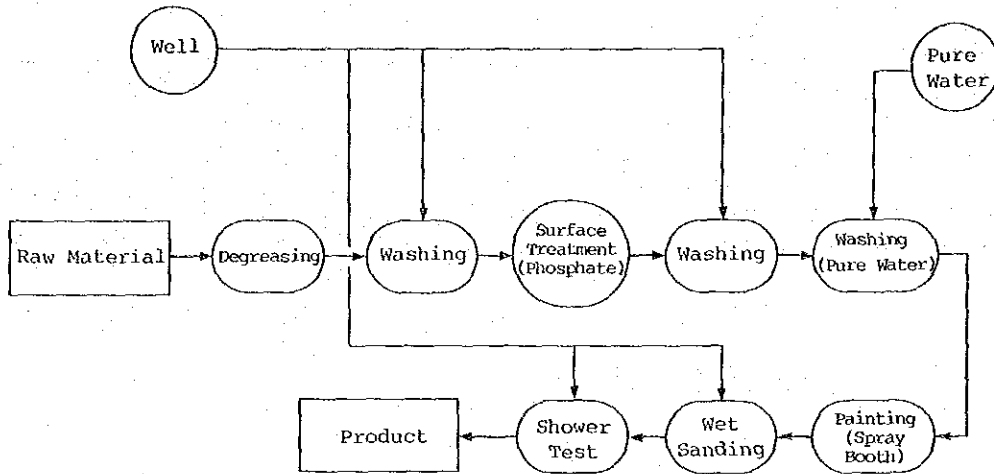 Well
Pure
Water
Raw Material
Degreasing
Washing
Surface
Treatment
(Phosphate)
Washing
Washing
(Pure Water)
Product
Shower
Test
Wet
Sanding
Painting
(Spray
Booth)